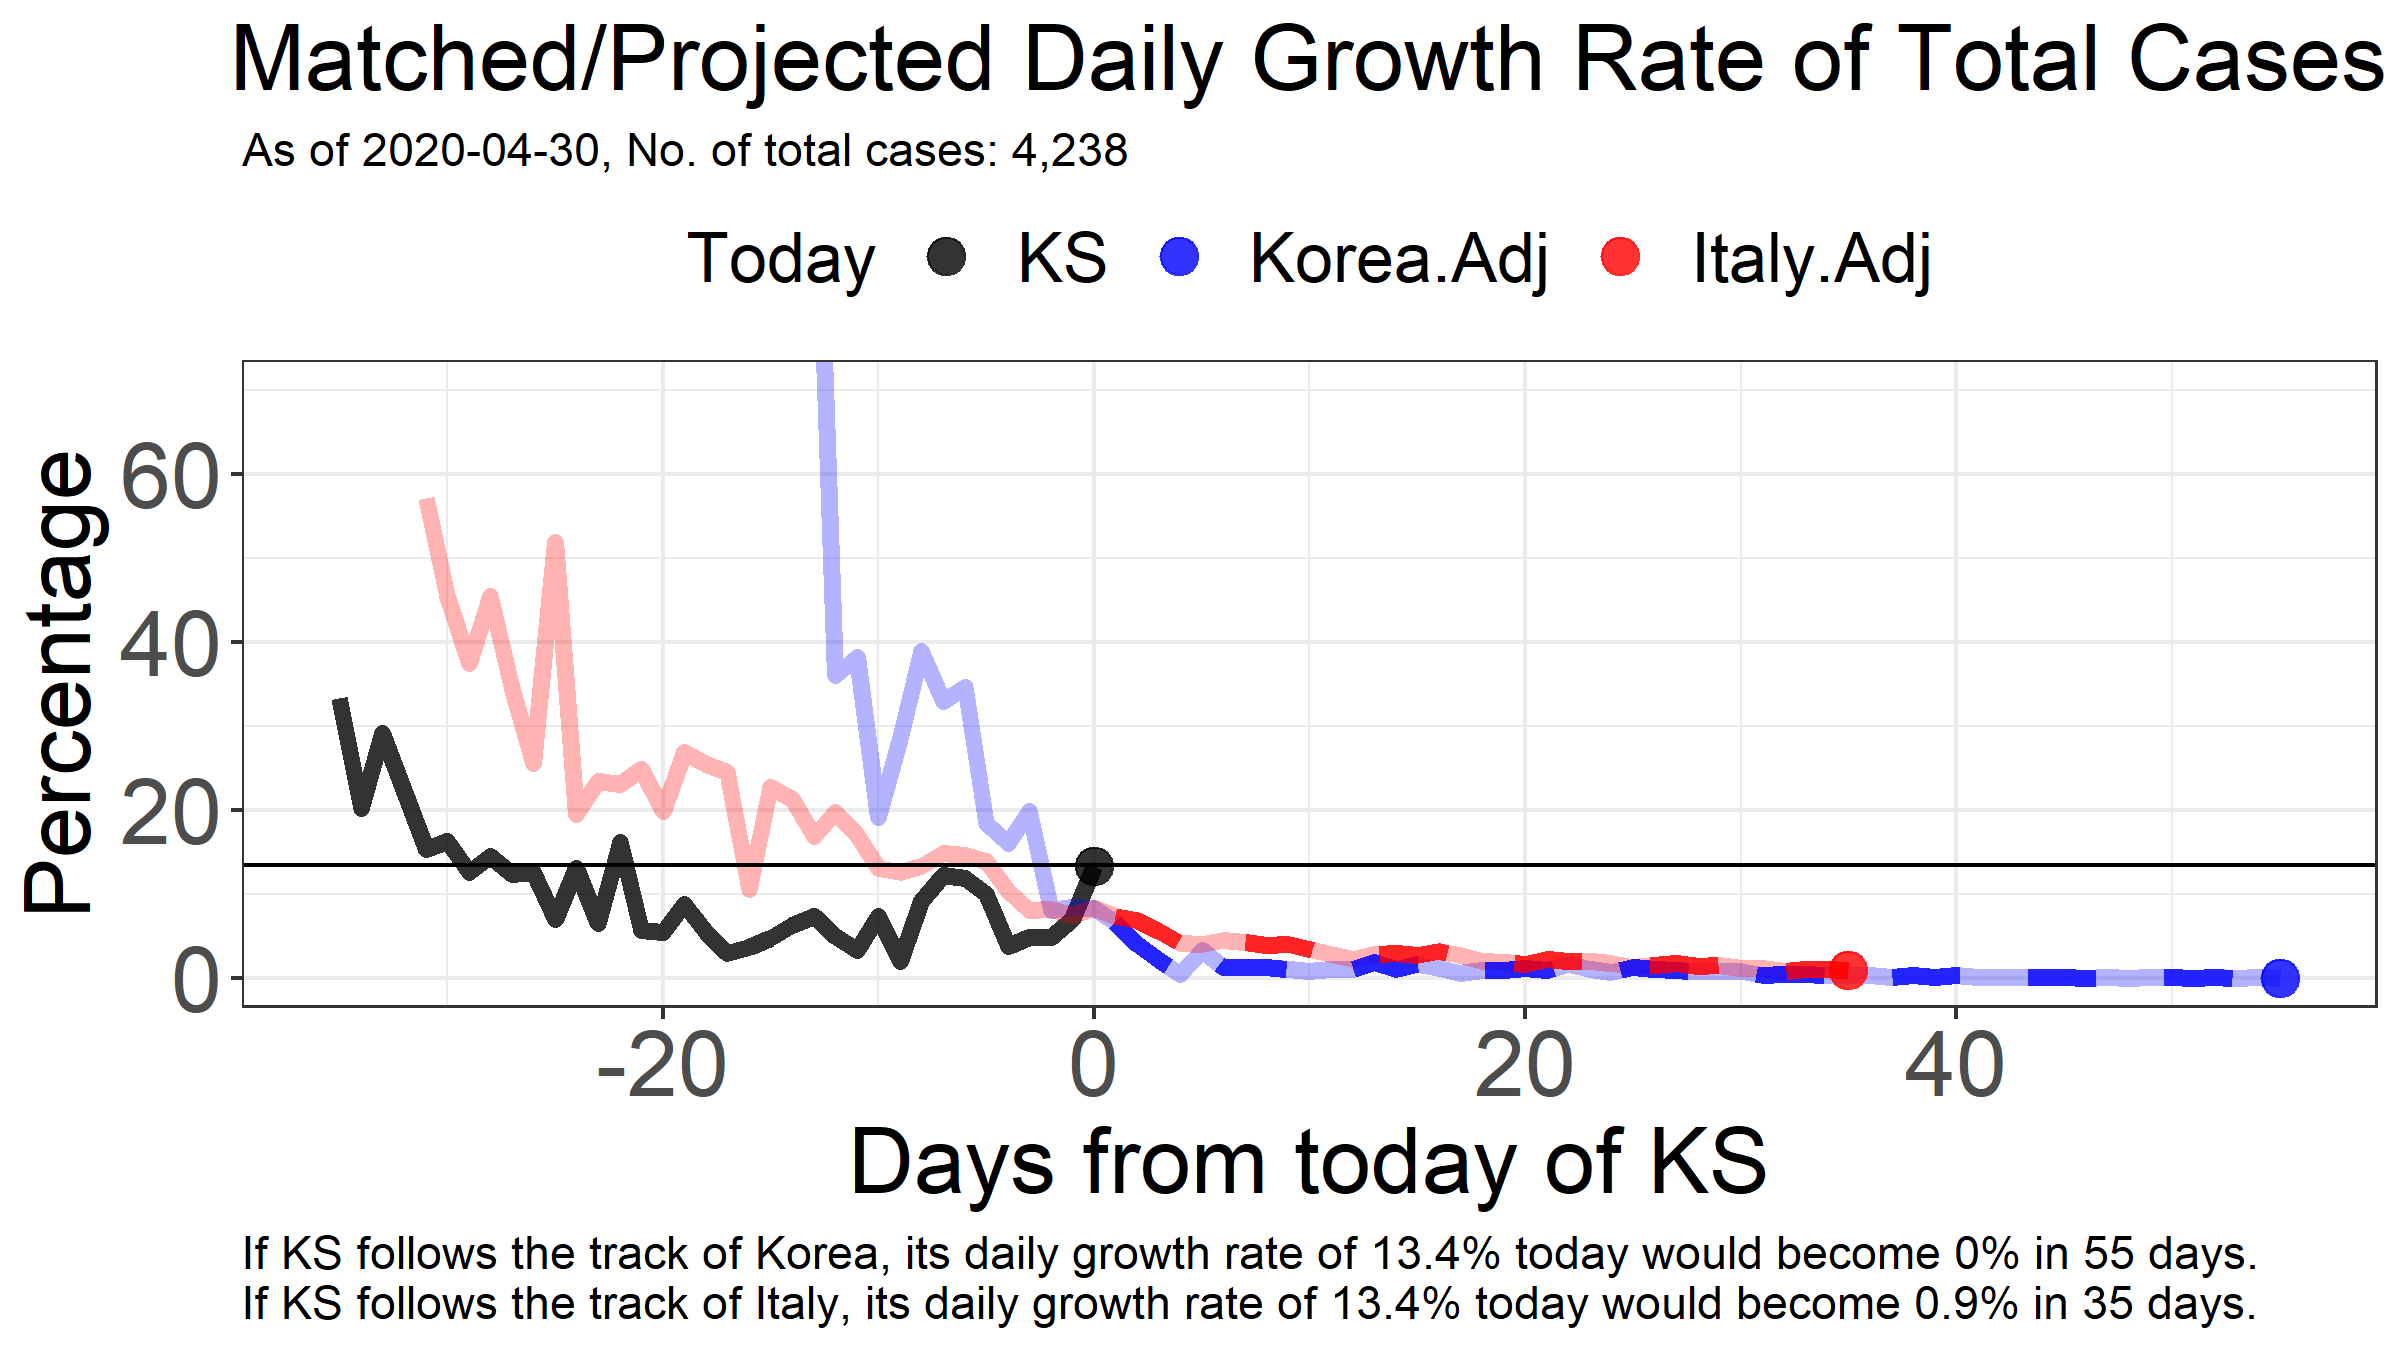 Matched/Projected Daily Growth Rate of Total Cases
As of 2020-04-30, No. of total cases: 4,238
Today KS Korea.Adj Italy.Adj
Percentage
60
40
20
0
-20 0 20 40
Days from today of KS
If KS follows the track of Korea, its daily growth rate of 13.4% today would become 0% in 55 days.
If KS follows the track of Italy, its daily growth rate of 13.4% today would become 0.9% in 35 days.